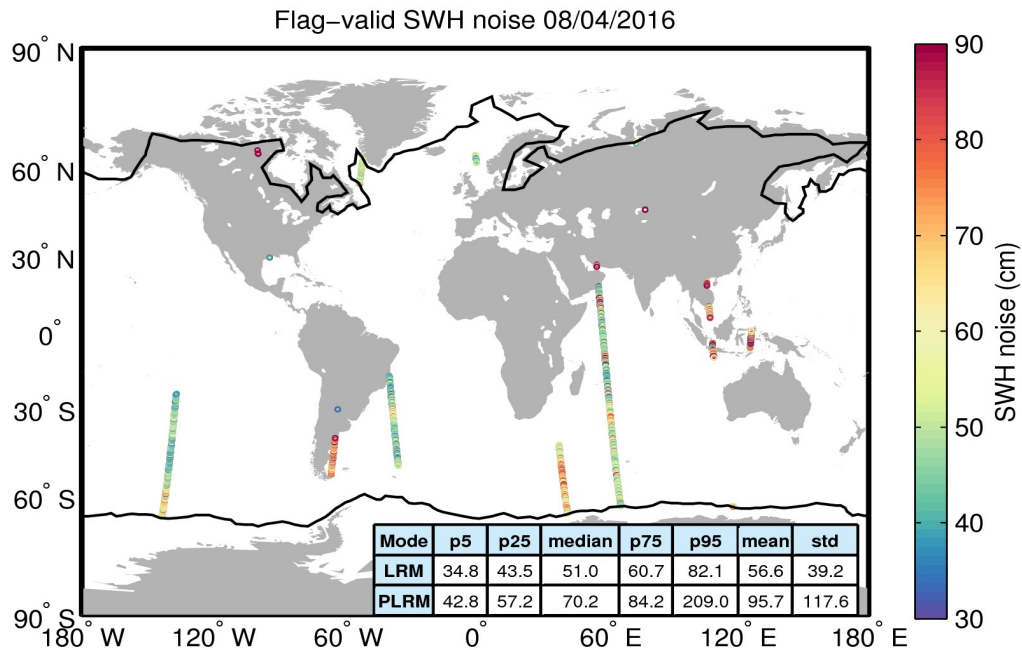 Flag−valid SWH noise 08/04/2016
90° N
60° N
30° N
0°
30° S
60° S
90° S
180° W
120° W
60° W
0°
60° E
120° E
180° E
Mode p5 p25 median p75 p95 mean std
LRM 34.8 43.5 51.0 60.7 82.1 56.6 39.2
PLRM 42.8 57.2 70.2 84.2 209.0 95.7 117.6
90
80
70
60
50
40
30
SWH noise (cm)